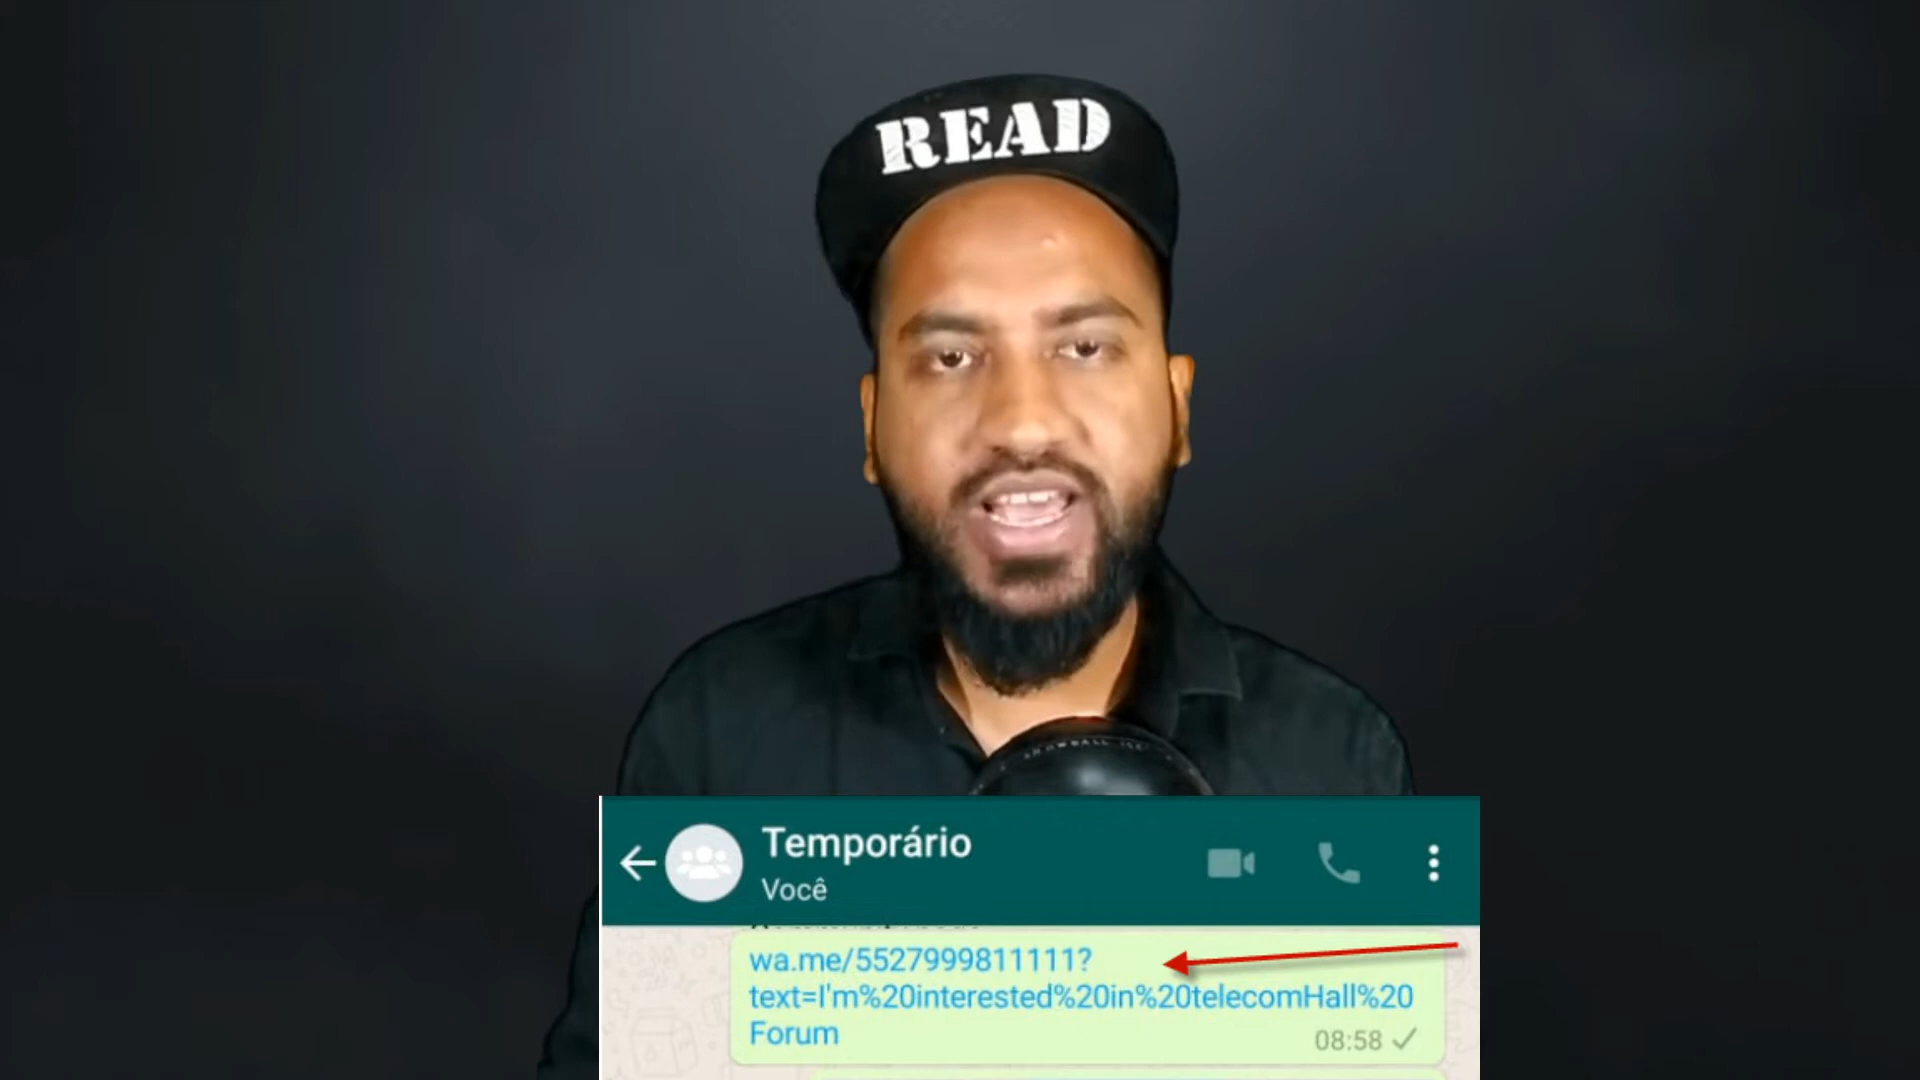 READ
Temporário
Você
wa.me/5527999811111?
text=I'm%20interested%20in%20telecomHall%20
Forum
08:58